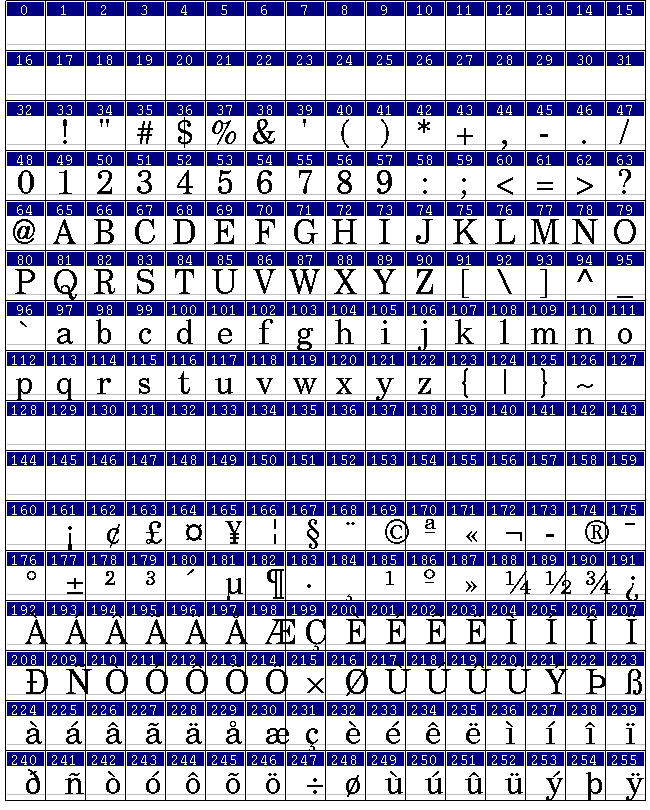 0 1 2 3 4 5 6 7 8 9 10 11 12 13 14 15
16 17 18 19 20 21 22 23 24 25 26 27 28 29 30 31
32 33 34 35 36 37 38 39 40 41 42 43 44 45 46 47
! " # $ % & ' ( ) * + , - . /
48 49 50 51 52 53 54 55 56 57 58 59 60 61 62 63
0 1 2 3 4 5 6 7 8 9 : ; < = > ?
64 65 66 67 68 69 70 71 72 73 74 75 76 77 78 79
@ A B C D E F G H I J K L M N O
80 81 82 83 84 85 86 87 88 89 90 91 92 93 94 95
P Q R S T U V W X Y Z [ \ ] ^ _
96 97 98 99 100 101 102 103 104 105 106 107 108 109 110 111
` a b c d e f g h i j k l m n o
112 113 114 115 116 117 118 119 120 121 122 123 124 125 126 127
p q r s t u v w x y z { | } ~
128 129 130 131 132 133 134 135 136 137 138 139 140 141 142 143
144 145 146 147 148 149 150 151 152 153 154 155 156 157 158 159
160 161 162 163 164 165 166 167 168 169 170 171 172 173 174 175
¡ ¢ £ ¤ ¥ ¦ § ¨ © ª « ¬ - ® ¯
176 177 178 179 180 181 182 183 184 185 186 187 188 189 190 191
° ± ² ³ ´ µ ¶ · ¸ ¹ º » ¼ ½ ¾ ¿
192 193 194 195 196 197 198 199 200 201 202 203 204 205 206 207
À Á Â Ã Ä Å Æ Ç È É Ê Ë Ì Í Î Ï
208 209 210 211 212 213 214 215 216 217 218 219 220 221 222 223
Ð Ñ Ò Ó Ô Õ Ö × Ø Ù Ú Û Ü Ý Þ ß
224 225 226 227 228 229 230 231 232 233 234 235 236 237 238 239
à á â ã ä å æ ç è é ê ë ì í î ï
240 241 242 243 244 245 246 247 248 249 250 251 252 253 254 255
ð ñ ò ó ô õ ö ÷ ø ù ú û ü ý þ ÿ